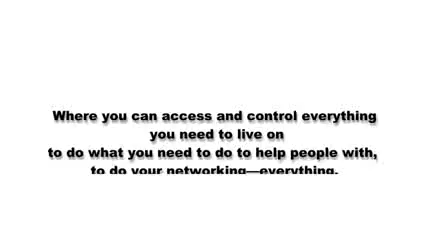 Where you can access and control everything
you need to live on
to do what you need to do to help people with,
to do your networking—everything.